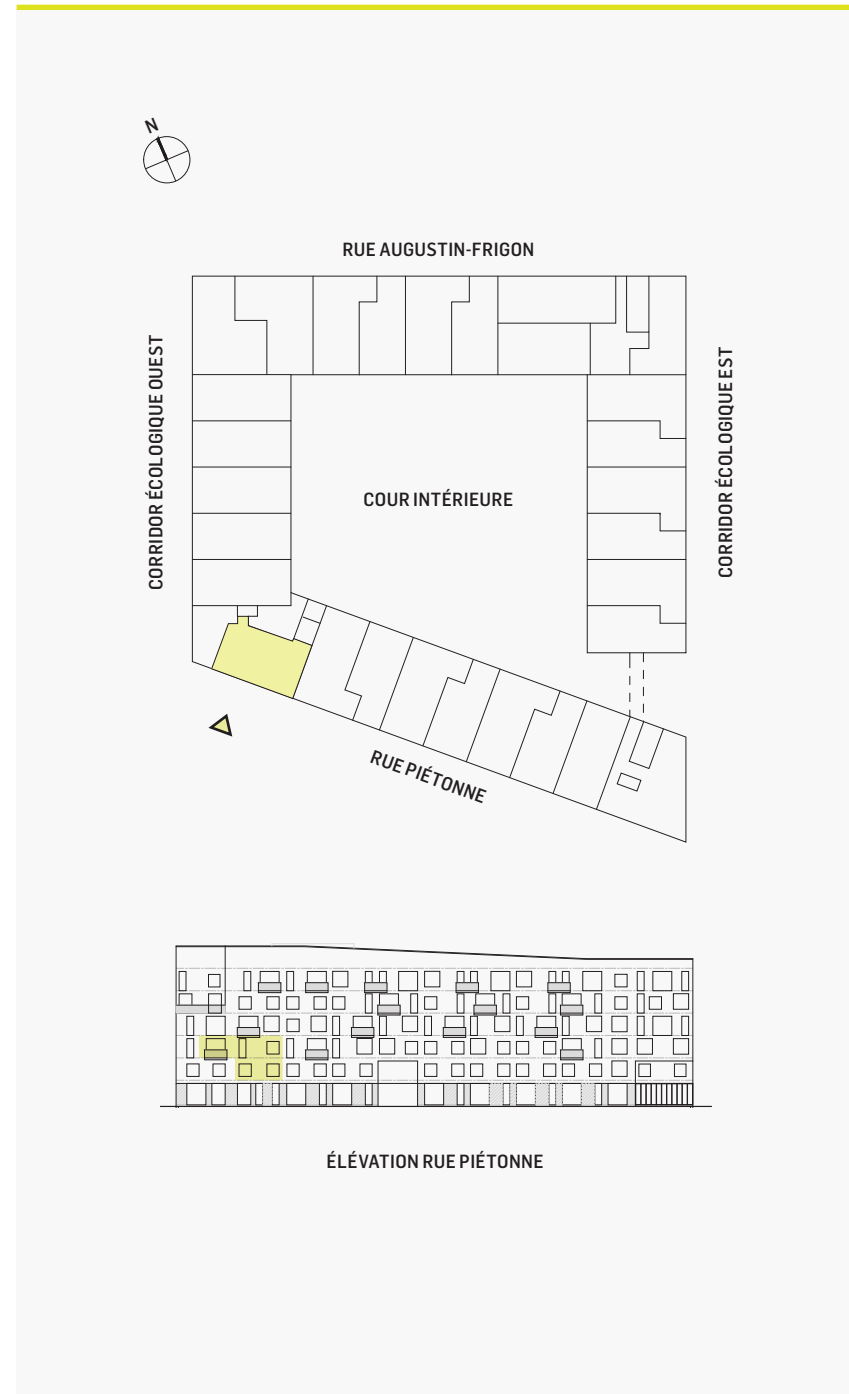 N
RUE AUGUSTIN-FRIGON
CORRIDOR ÉCOLOGIQUE OUEST
CORRIDOR ÉCOLOGIQUE EST
COUR INTÉRIEURE
RUE PIÉTONNE
ÉLÉVATION RUE PIÉTONNE